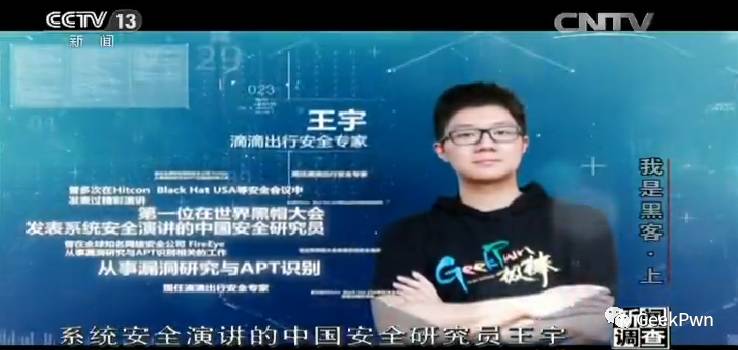 CCTV 13
新闻
CNTV
29
023
王宇
滴滴出行安全专家
曾多次在Hitcon Black Hat USA等安全会议中
发表过精彩演讲
第一位在世界黑帽大会
发表系统安全演讲的中国安全研究员
曾在全球知名网络安全公司 FireEye
从事漏洞研究与APT识别相关的工作
从事漏洞研究与APT识别
现任滴滴出行安全专家
GeekPwn
极棒
我是黑客·上
新闻
调查
GeekPwn
系统安全演讲的中国安全研究员王宇